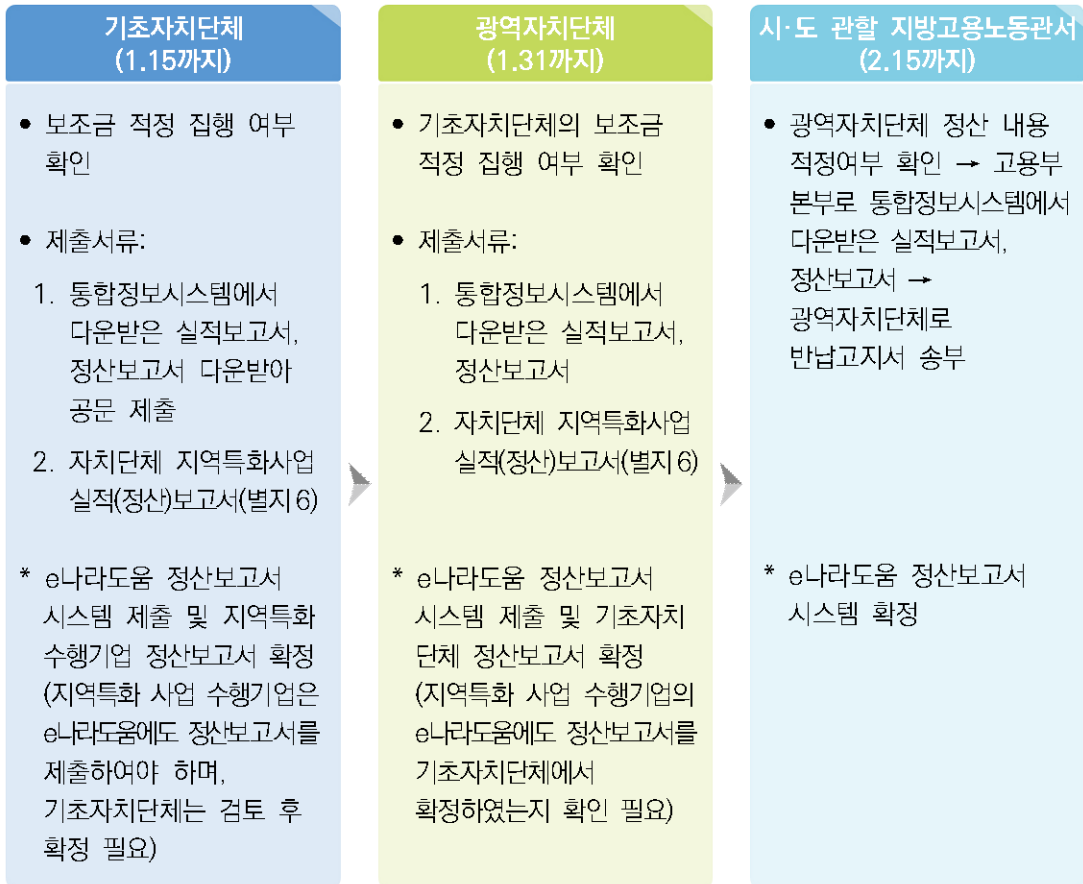 기초자치단체
(1.15까지)
• 보조금 적정 집행 여부
확인
• 제출서류:
1. 통합정보시스템에서
다운받은 실적보고서,
정산보고서 다운받아
공문 제출
2. 자치단체 지역특화사업
실적(정산)보고서(별지 6)
* e나라도움 정산보고서
시스템 제출 및 지역특화
수행기업 정산보고서 확정
(지역특화 사업 수행기업은
e나라도움에도 정산보고서를
제출하여야 하며,
기초자치단체는 검토 후
확정 필요)
광역자치단체
(1.31까지)
• 기초자치단체의 보조금
적정 집행 여부 확인
• 제출서류:
1. 통합정보시스템에서
다운받은 실적보고서,
정산보고서
2. 자치단체 지역특화사업
실적(정산)보고서(별지 6)
* e나라도움 정산보고서
시스템 제출 및 기초자치
단체 정산보고서 확정
(지역특화 사업 수행기업의
e나라도움에도 정산보고서를
기초자치단체에서
확정하였는지 확인 필요)
시·도 관할 지방고용노동관서
(2.15까지)
• 광역자치단체 정산 내용
적정여부 확인 → 고용부
본부로 통합정보시스템에서
다운받은 실적보고서,
정산보고서 →
광역자치단체로
반납고지서 송부
* e나라도움 정산보고서
시스템 확정